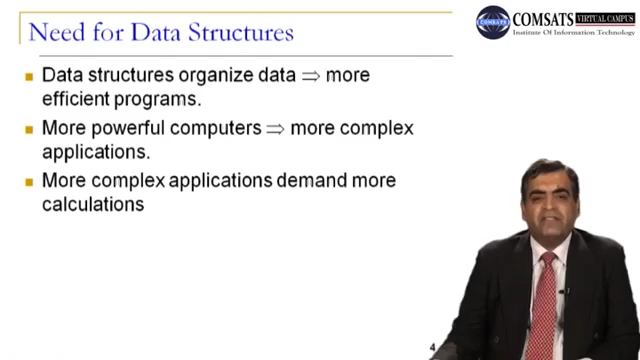 Need for Data Structures
COMSATS
VIRTUAL CAMPUS
Institute Of Information Technology
Data structures organize data ⇒ more
efficient programs.
More powerful computers ⇒ more complex
applications.
More complex applications demand more
calculations
4